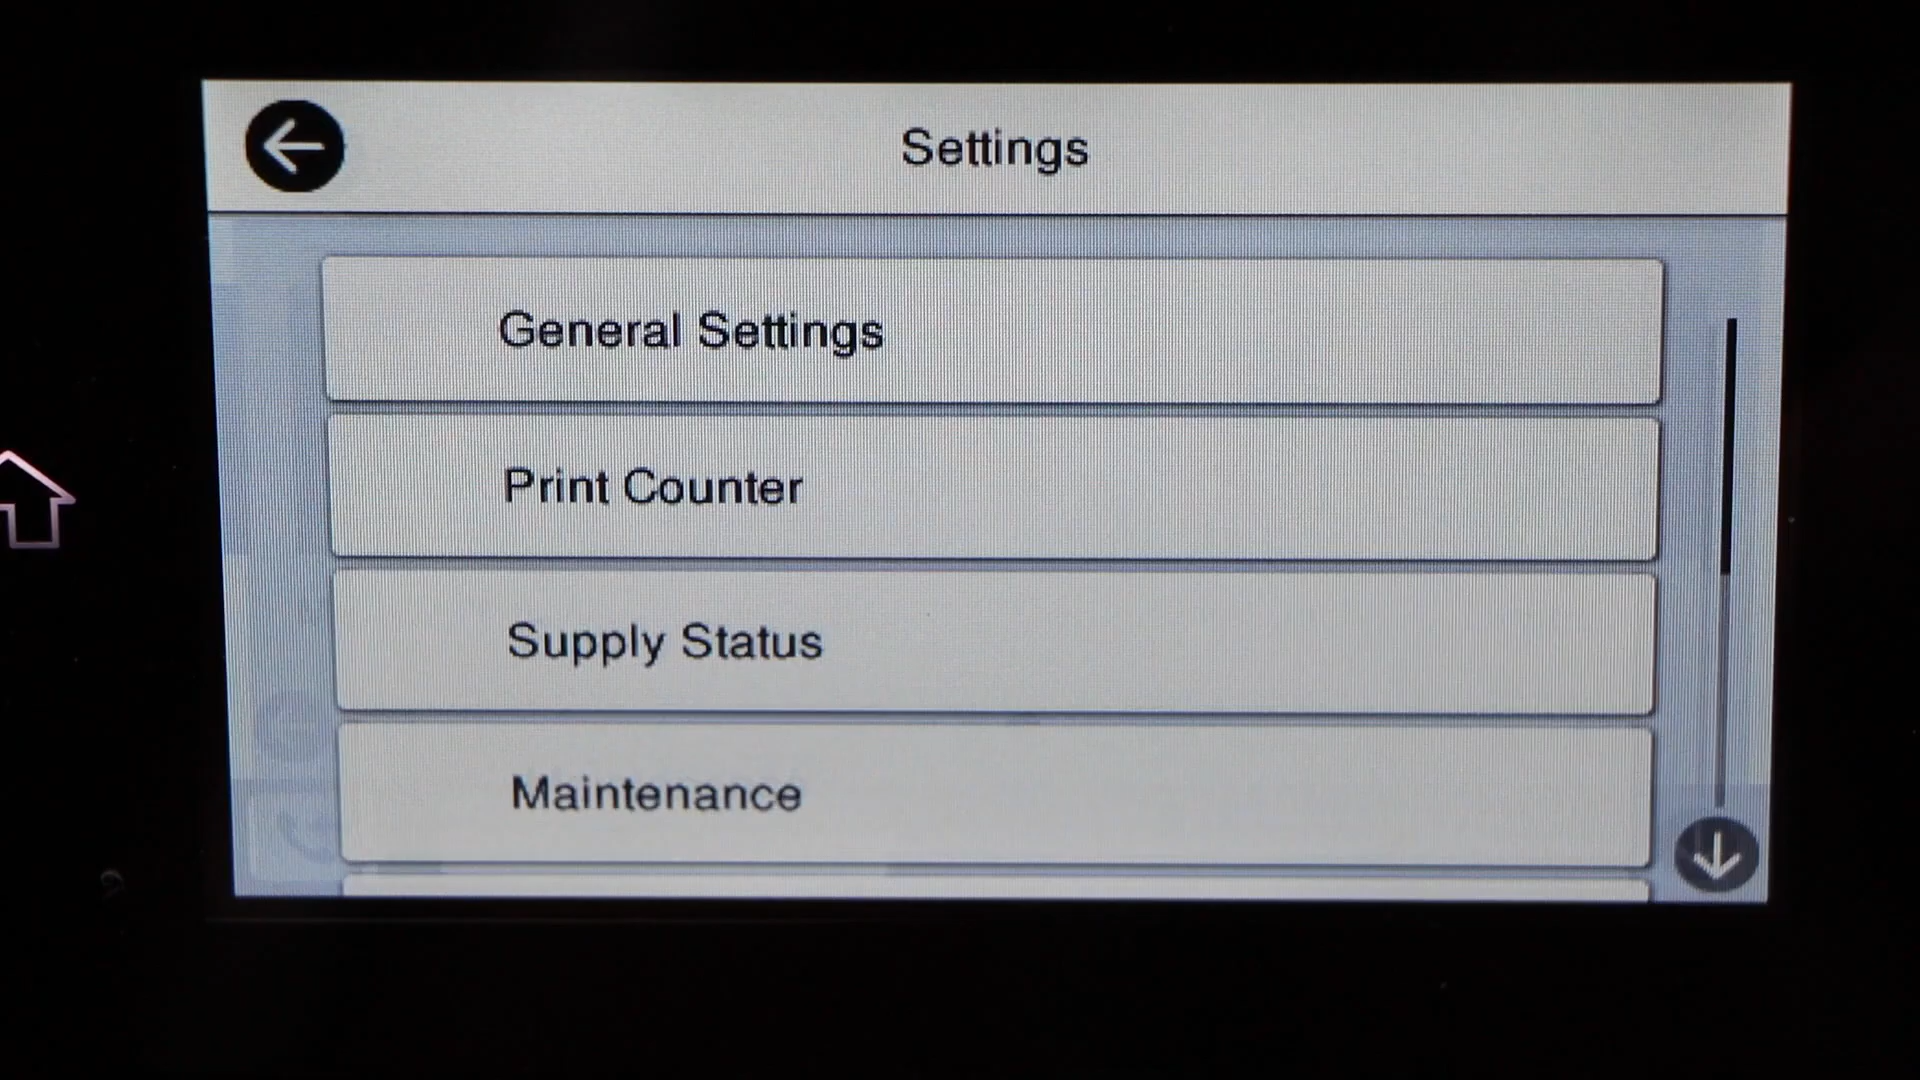 Settings
General Settings
Print Counter
Supply Status
Maintenance